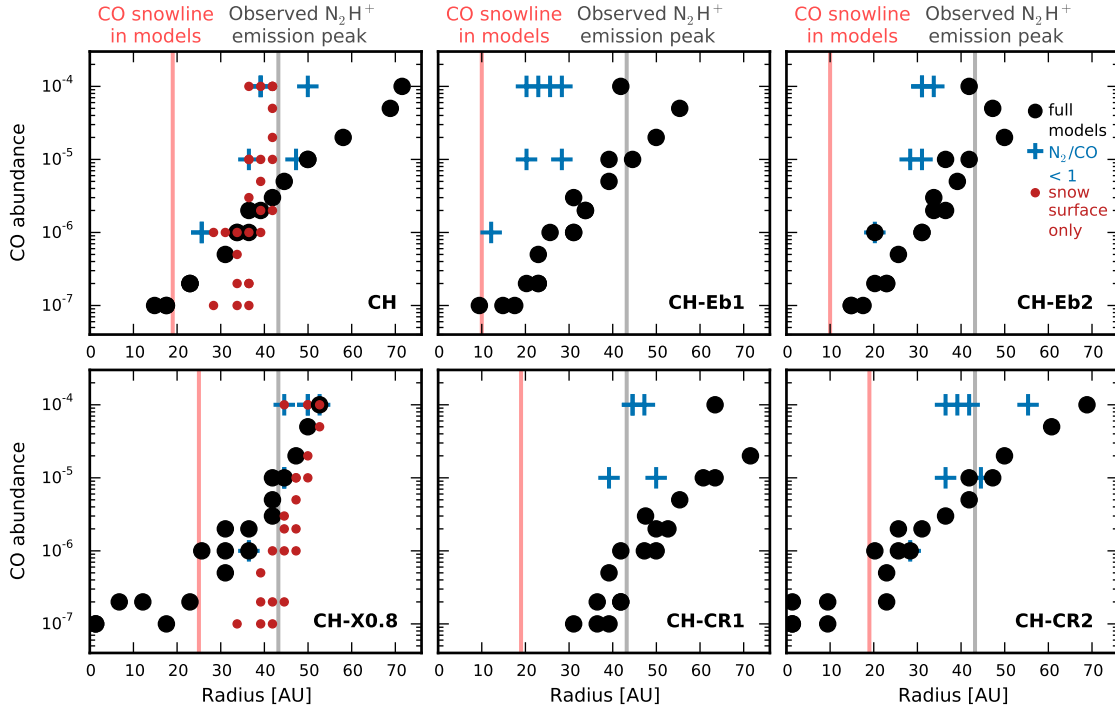 CO snowline
in models
Observed N₂H⁺
emission peak
CO snowline
in models
Observed N₂H⁺
emission peak
CO snowline
in models
Observed N₂H⁺
emission peak
CO abundance
10⁻⁴
10⁻⁵
10⁻⁶
10⁻⁷
CH
0 10 20 30 40 50 60 70
CH-Eb1
0 10 20 30 40 50 60 70
full
models
N₂/CO
< 1
snow
surface
only
CH-Eb2
0 10 20 30 40 50 60 70
CO abundance
10⁻⁴
10⁻⁵
10⁻⁶
10⁻⁷
CH-X0.8
0 10 20 30 40 50 60 70
Radius [AU]
CH-CR1
0 10 20 30 40 50 60 70
Radius [AU]
CH-CR2
0 10 20 30 40 50 60 70
Radius [AU]